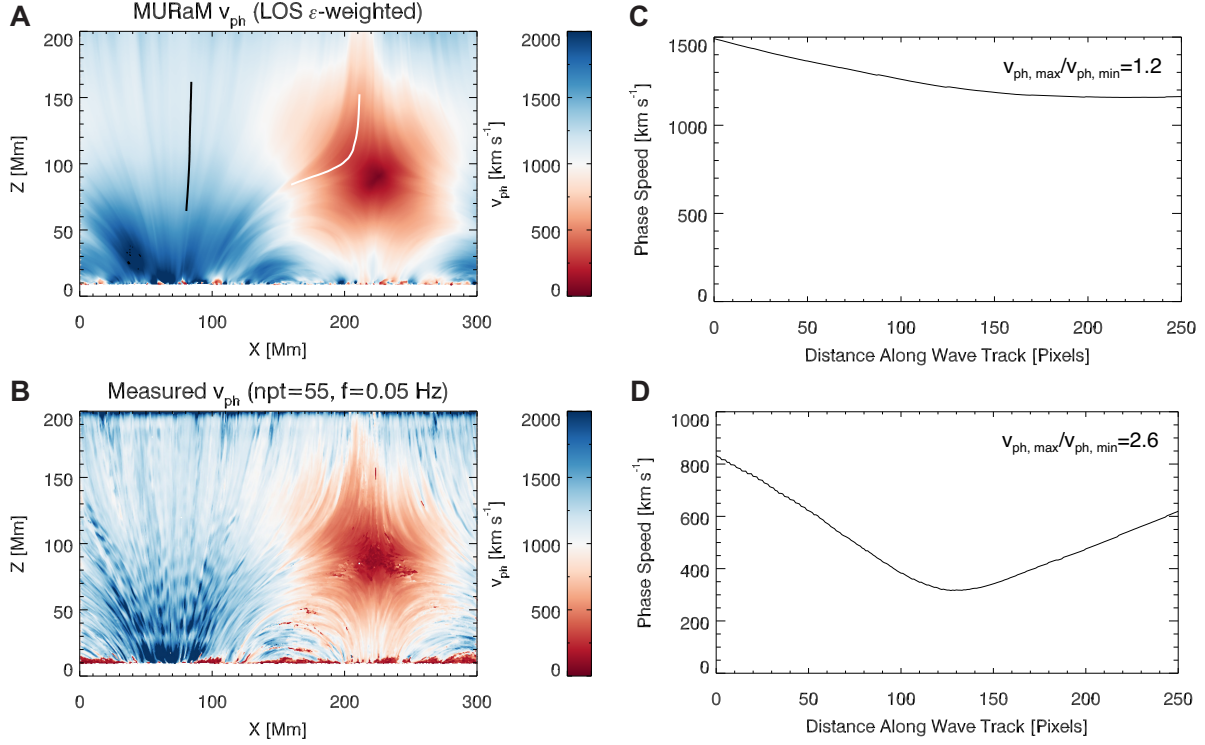 A
MURaM v_ph (LOS ε-weighted)
200
150
100
50
0
Z [Mm]
0 100 200 300
X [Mm]
2000
1500
1000
500
0
v_ph [km s⁻¹]
B
Measured v_ph (npt=55, f=0.05 Hz)
200
150
100
50
0
Z [Mm]
0 100 200 300
X [Mm]
2000
1500
1000
500
0
v_ph [km s⁻¹]
C
v_ph, max/v_ph, min=1.2
1500
1000
500
0
Phase Speed [km s⁻¹]
0 50 100 150 200 250
Distance Along Wave Track [Pixels]
D
v_ph, max/v_ph, min=2.6
1000
800
600
400
200
0
Phase Speed [km s⁻¹]
0 50 100 150 200 250
Distance Along Wave Track [Pixels]